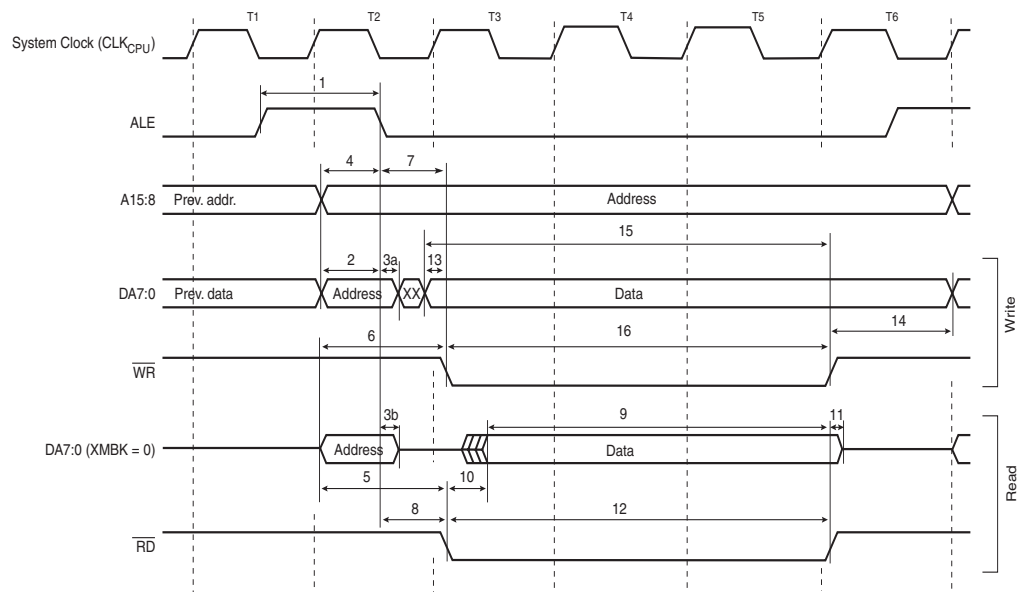 T1 T2 T3 T4 T5 T6
System Clock (CLKCPU)
1
ALE
4 7
A15:8 Prev. addr. Address
15
2 3a 13
DA7:0 Prev. data Address XX Data
Write
6 16 14
WR
3b 9 11
DA7:0 (XMBK = 0) Address Data
Read
5 10
8 12
RD